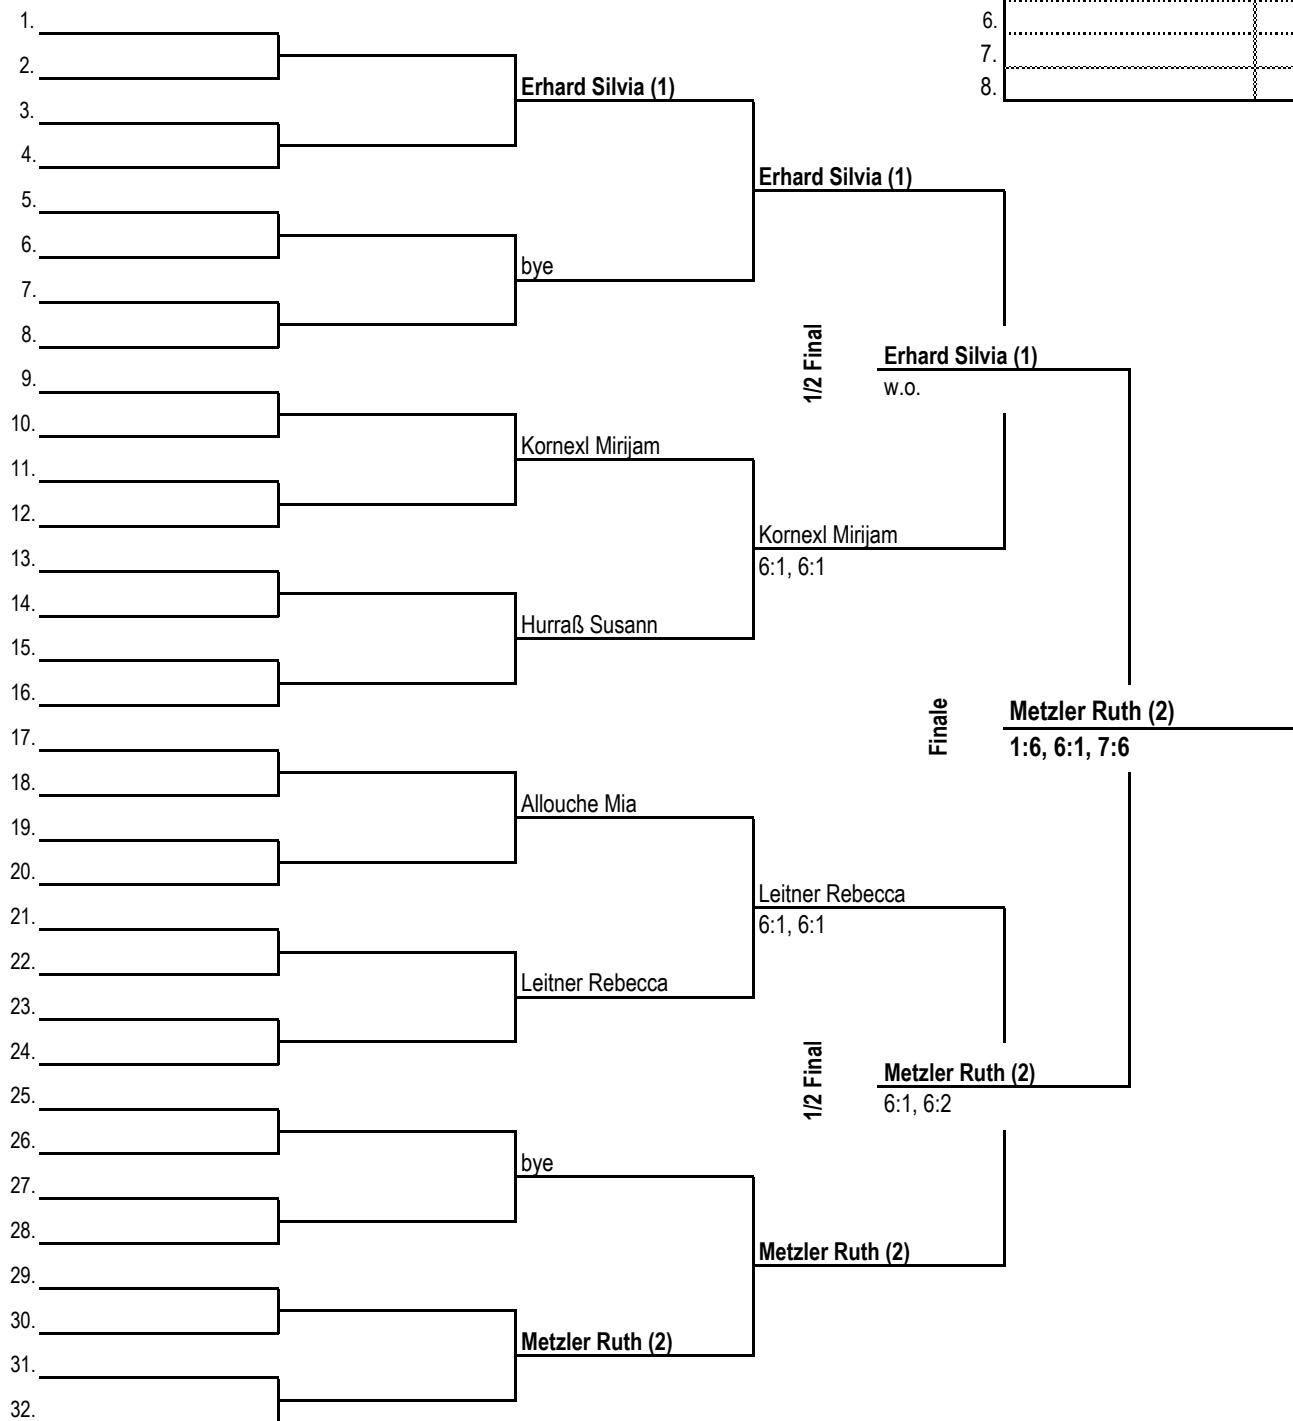 1.
6.
7.
2.
Erhard Silvia (1)
8.
3.
4.
Erhard Silvia (1)
5.
6.
bye
7.
8.
1/2 Final
Erhard Silvia (1)
9.
w.o.
10.
Kornexl Mirijam
11.
12.
Kornexl Mirijam
13.
6:1, 6:1
14.
Hurraß Susann
15.
16.
Finale
Metzler Ruth (2)
17.
1:6, 6:1, 7:6
18.
Allouche Mia
19.
20.
Leitner Rebecca
21.
6:1, 6:1
22.
Leitner Rebecca
23.
24.
1/2 Final
Metzler Ruth (2)
25.
6:1, 6:2
26.
bye
27.
28.
Metzler Ruth (2)
29.
30.
Metzler Ruth (2)
31.
32.